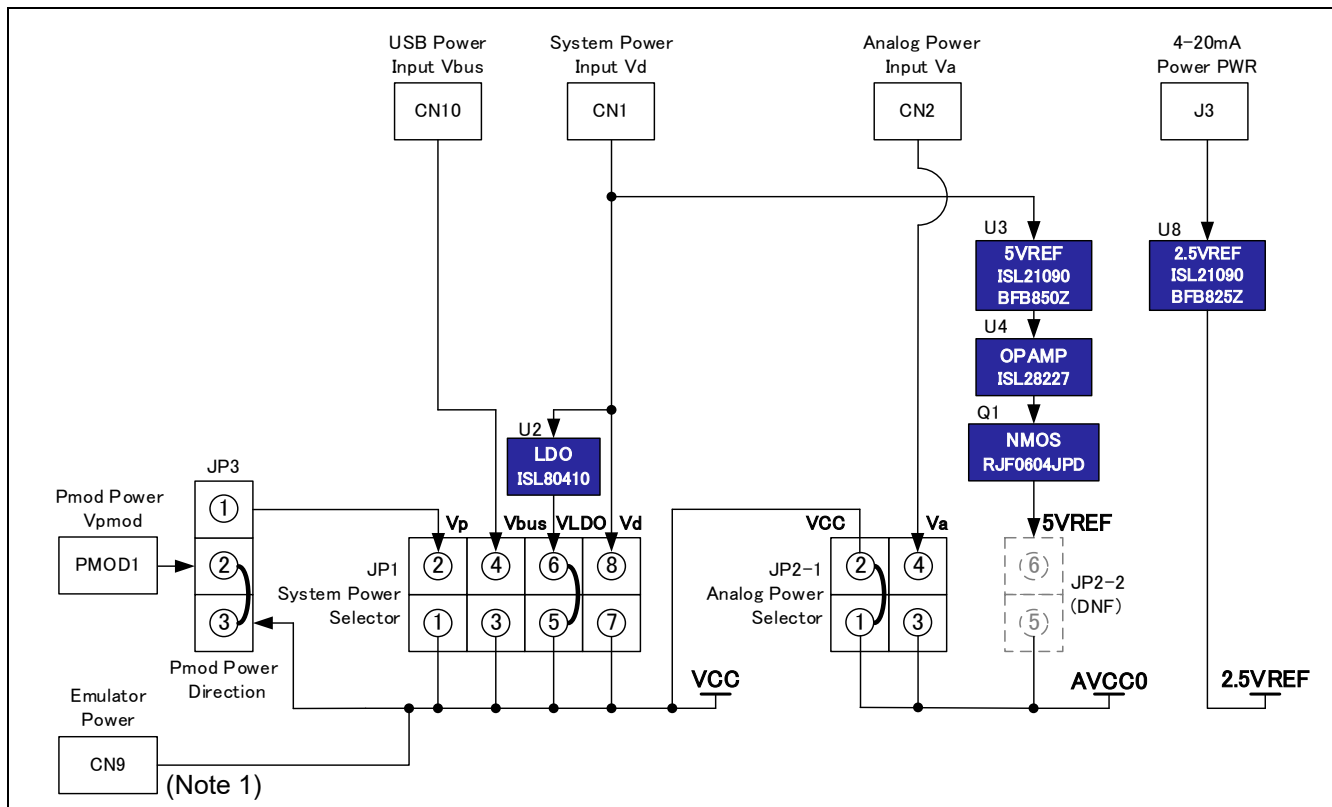 USB Power
Input Vbus
CN10
System Power
Input Vd
CN1
Analog Power
Input Va
CN2
4-20mA
Power PWR
J3
U3
5VREF
ISL21090
BFB850Z
U8
2.5VREF
ISL21090
BFB825Z
U4
OPAMP
ISL28227
Q1
NMOS
RJF0604JPD
U2
LDO
ISL80410
JP3
1
2
3
Pmod Power
Vpmod
PMOD1
Pmod Power
Direction
Vp
Vbus
VLDO
Vd
JP1
System Power
Selector
2
4
6
8
1
3
5
7
VCC
Va
JP2-1
Analog Power
Selector
2
4
1
3
5VREF
6
5
JP2-2
(DNF)
VCC
AVCC0
2.5VREF
Emulator
Power
CN9
(Note 1)